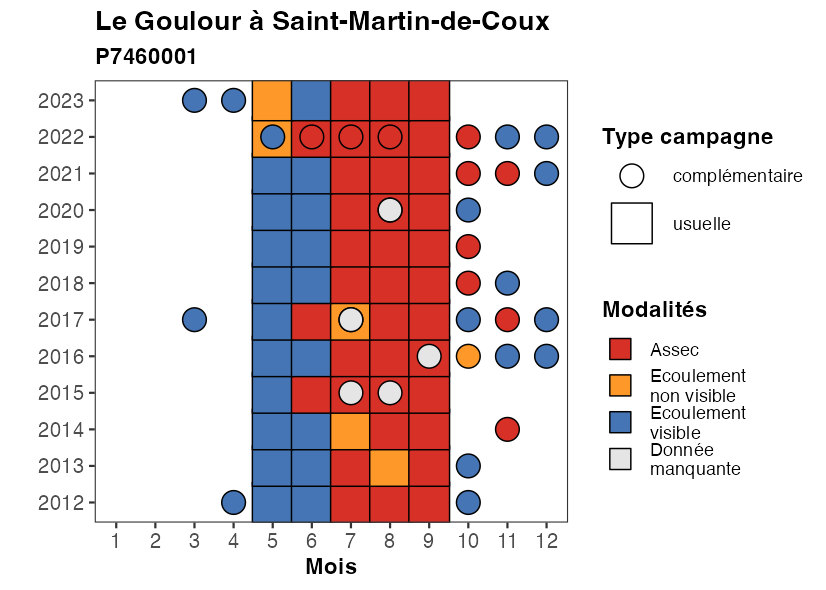 Le Goulour à Saint-Martin-de-Coux
P7460001
2023
2022
2021
2020
2019
2018
2017
2016
2015
2014
2013
2012
1 2 3 4 5 6 7 8 9 10 11 12
Mois
Type campagne
complémentaire
usuelle
Modalités
Assec
Ecoulement
non visible
Ecoulement
visible
Donnée
manquante